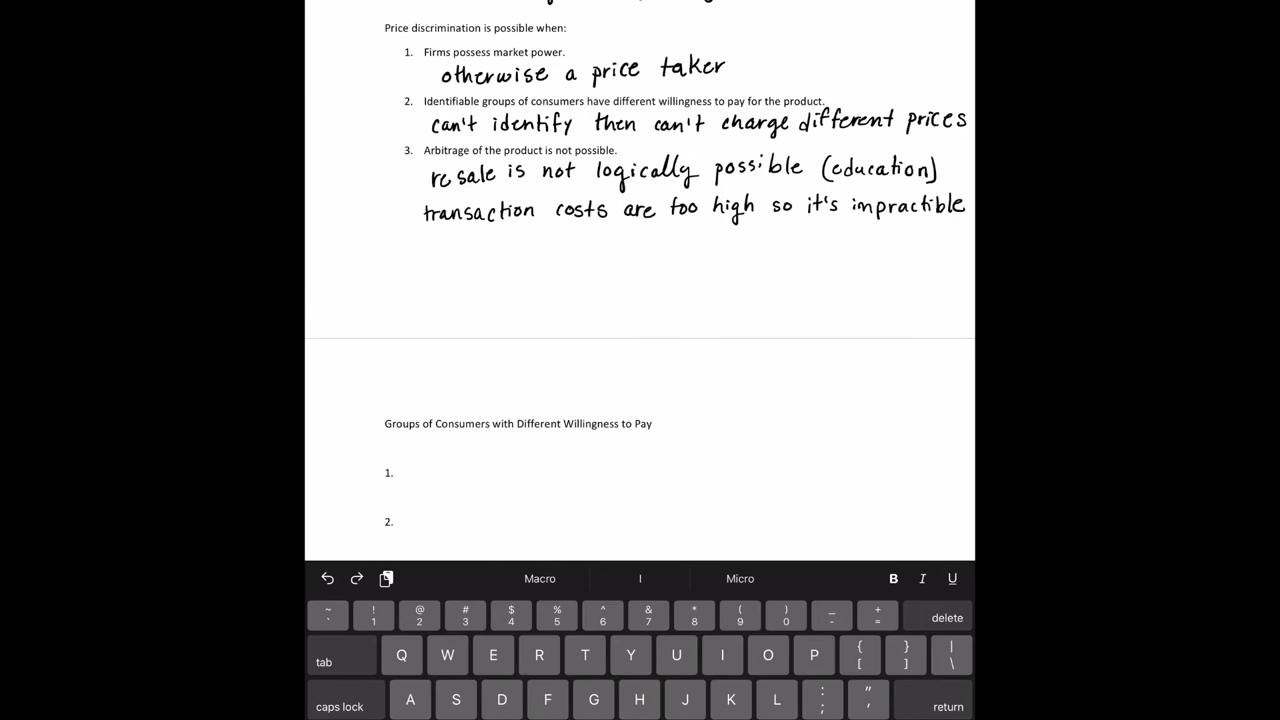 Price discrimination is possible when:
1. Firms possess market power.
otherwise a price taker
2. Identifiable groups of consumers have different willingness to pay for the product.
can't identify then can't charge different prices
3. Arbitrage of the product is not possible.
resale is not logically possible (education)
transaction costs are too high so it's impractible
Groups of Consumers with Different Willingness to Pay
1.
2.
Macro I Micro B I U
~ ! @ # $ % ^ & * ( ) _ +
` 1 2 3 4 5 6 7 8 9 0 - = delete
{ } |
tab Q W E R T Y U I O P [ ] \
: "
caps lock A S D F G H J K L ; ' return